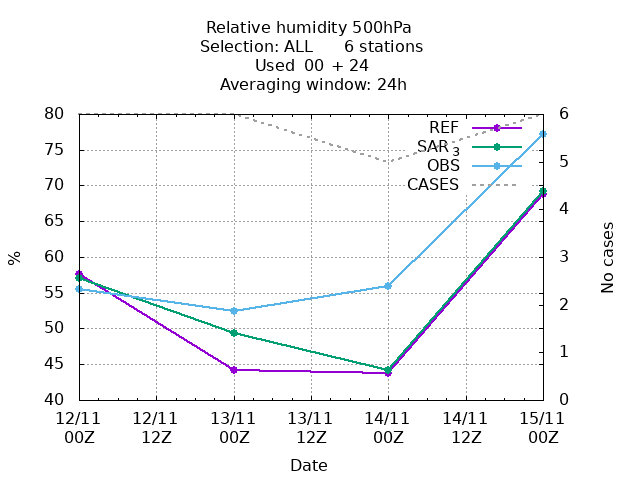 Relative humidity 500hPa
Selection: ALL 6 stations
Used 00 + 24
Averaging window: 24h
80 6
REF
SAR 3
75 5
OBS
70 CASES
65 4
60 3
%
No cases
55
50 2
45 1
40 0
12/11 12/11 13/11 13/11 14/11 14/11 15/11
00Z 12Z 00Z 12Z 00Z 12Z 00Z
Date